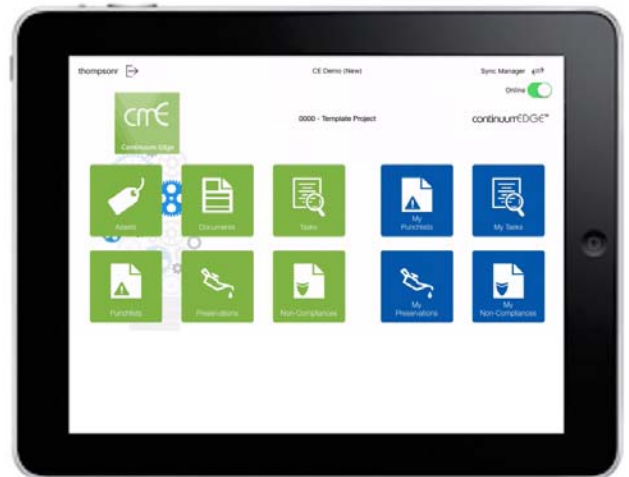 thompsonr
CE Demo (New)
Sync Manager
Online
cmE
Continuum Edge
0000 - Template Project
continuumEDGE™
Assets
Documents
Tasks
My
Punchlists
My Tasks
Punchlists
Preservations
Non-Compliances
My
Preservations
My
Non-Compliances